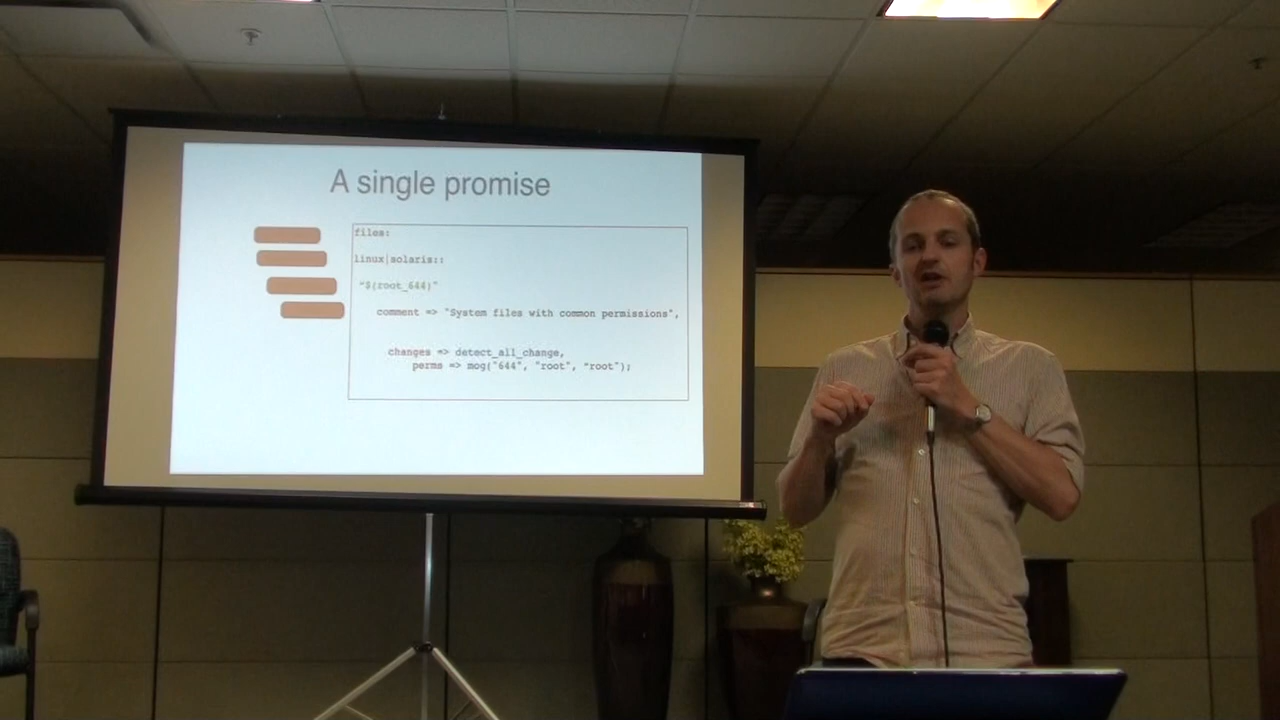 A single promise
files:
linux|solaris::
"$(root_644)"
comment => "System files with common permissions",
changes => detect_all_change,
perms => mog("644", "root", "root");